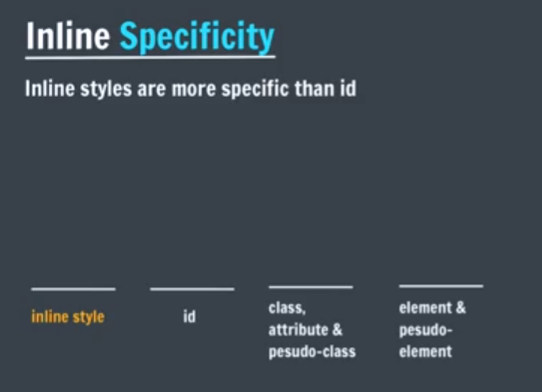 Inline Specificity
Inline styles are more specific than id
inline style
id
class,
attribute &
pesudo-class
element &
pesudo-
element